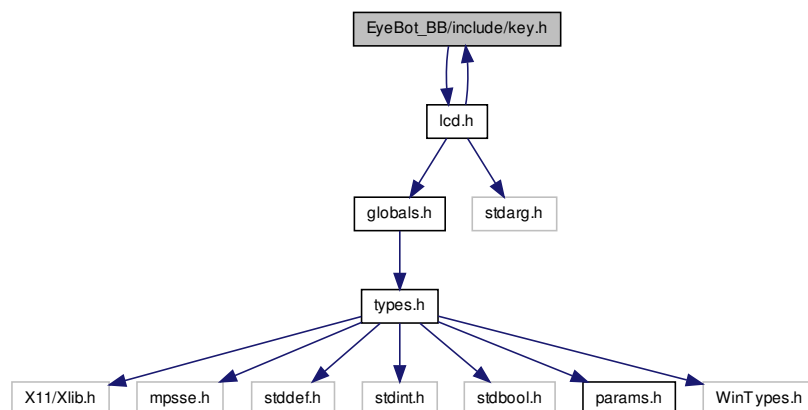 EyeBot_BB/include/key.h
lcd.h
globals.h
stdarg.h
types.h
X11/Xlib.h
mpsse.h
stddef.h
stdint.h
stdbool.h
params.h
WinTypes.h